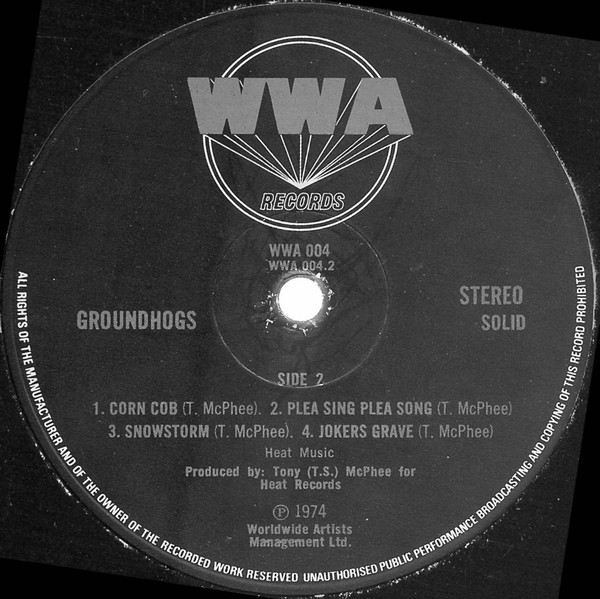 WWA
RECORDS
WWA 004
WWA 004.2
GROUNDHOGS
STEREO
SOLID
SIDE 2
1. CORN COB (T. McPhee). 2. PLEA SING PLEA SONG (T. McPhee)
3. SNOWSTORM (T. McPhee). 4. JOKERS GRAVE (T. McPhee)
Heat Music
Produced by: Tony (T.S.) McPhee for
Heat Records
Ⓟ 1974
Worldwide Artists
Management Ltd.
ALL RIGHTS OF THE MANUFACTURER AND OF THE OWNER OF THE RECORDED WORK RESERVED UNAUTHORISED PUBLIC PERFORMANCE BROADCASTING AND COPYING OF THIS RECORD PROHIBITED